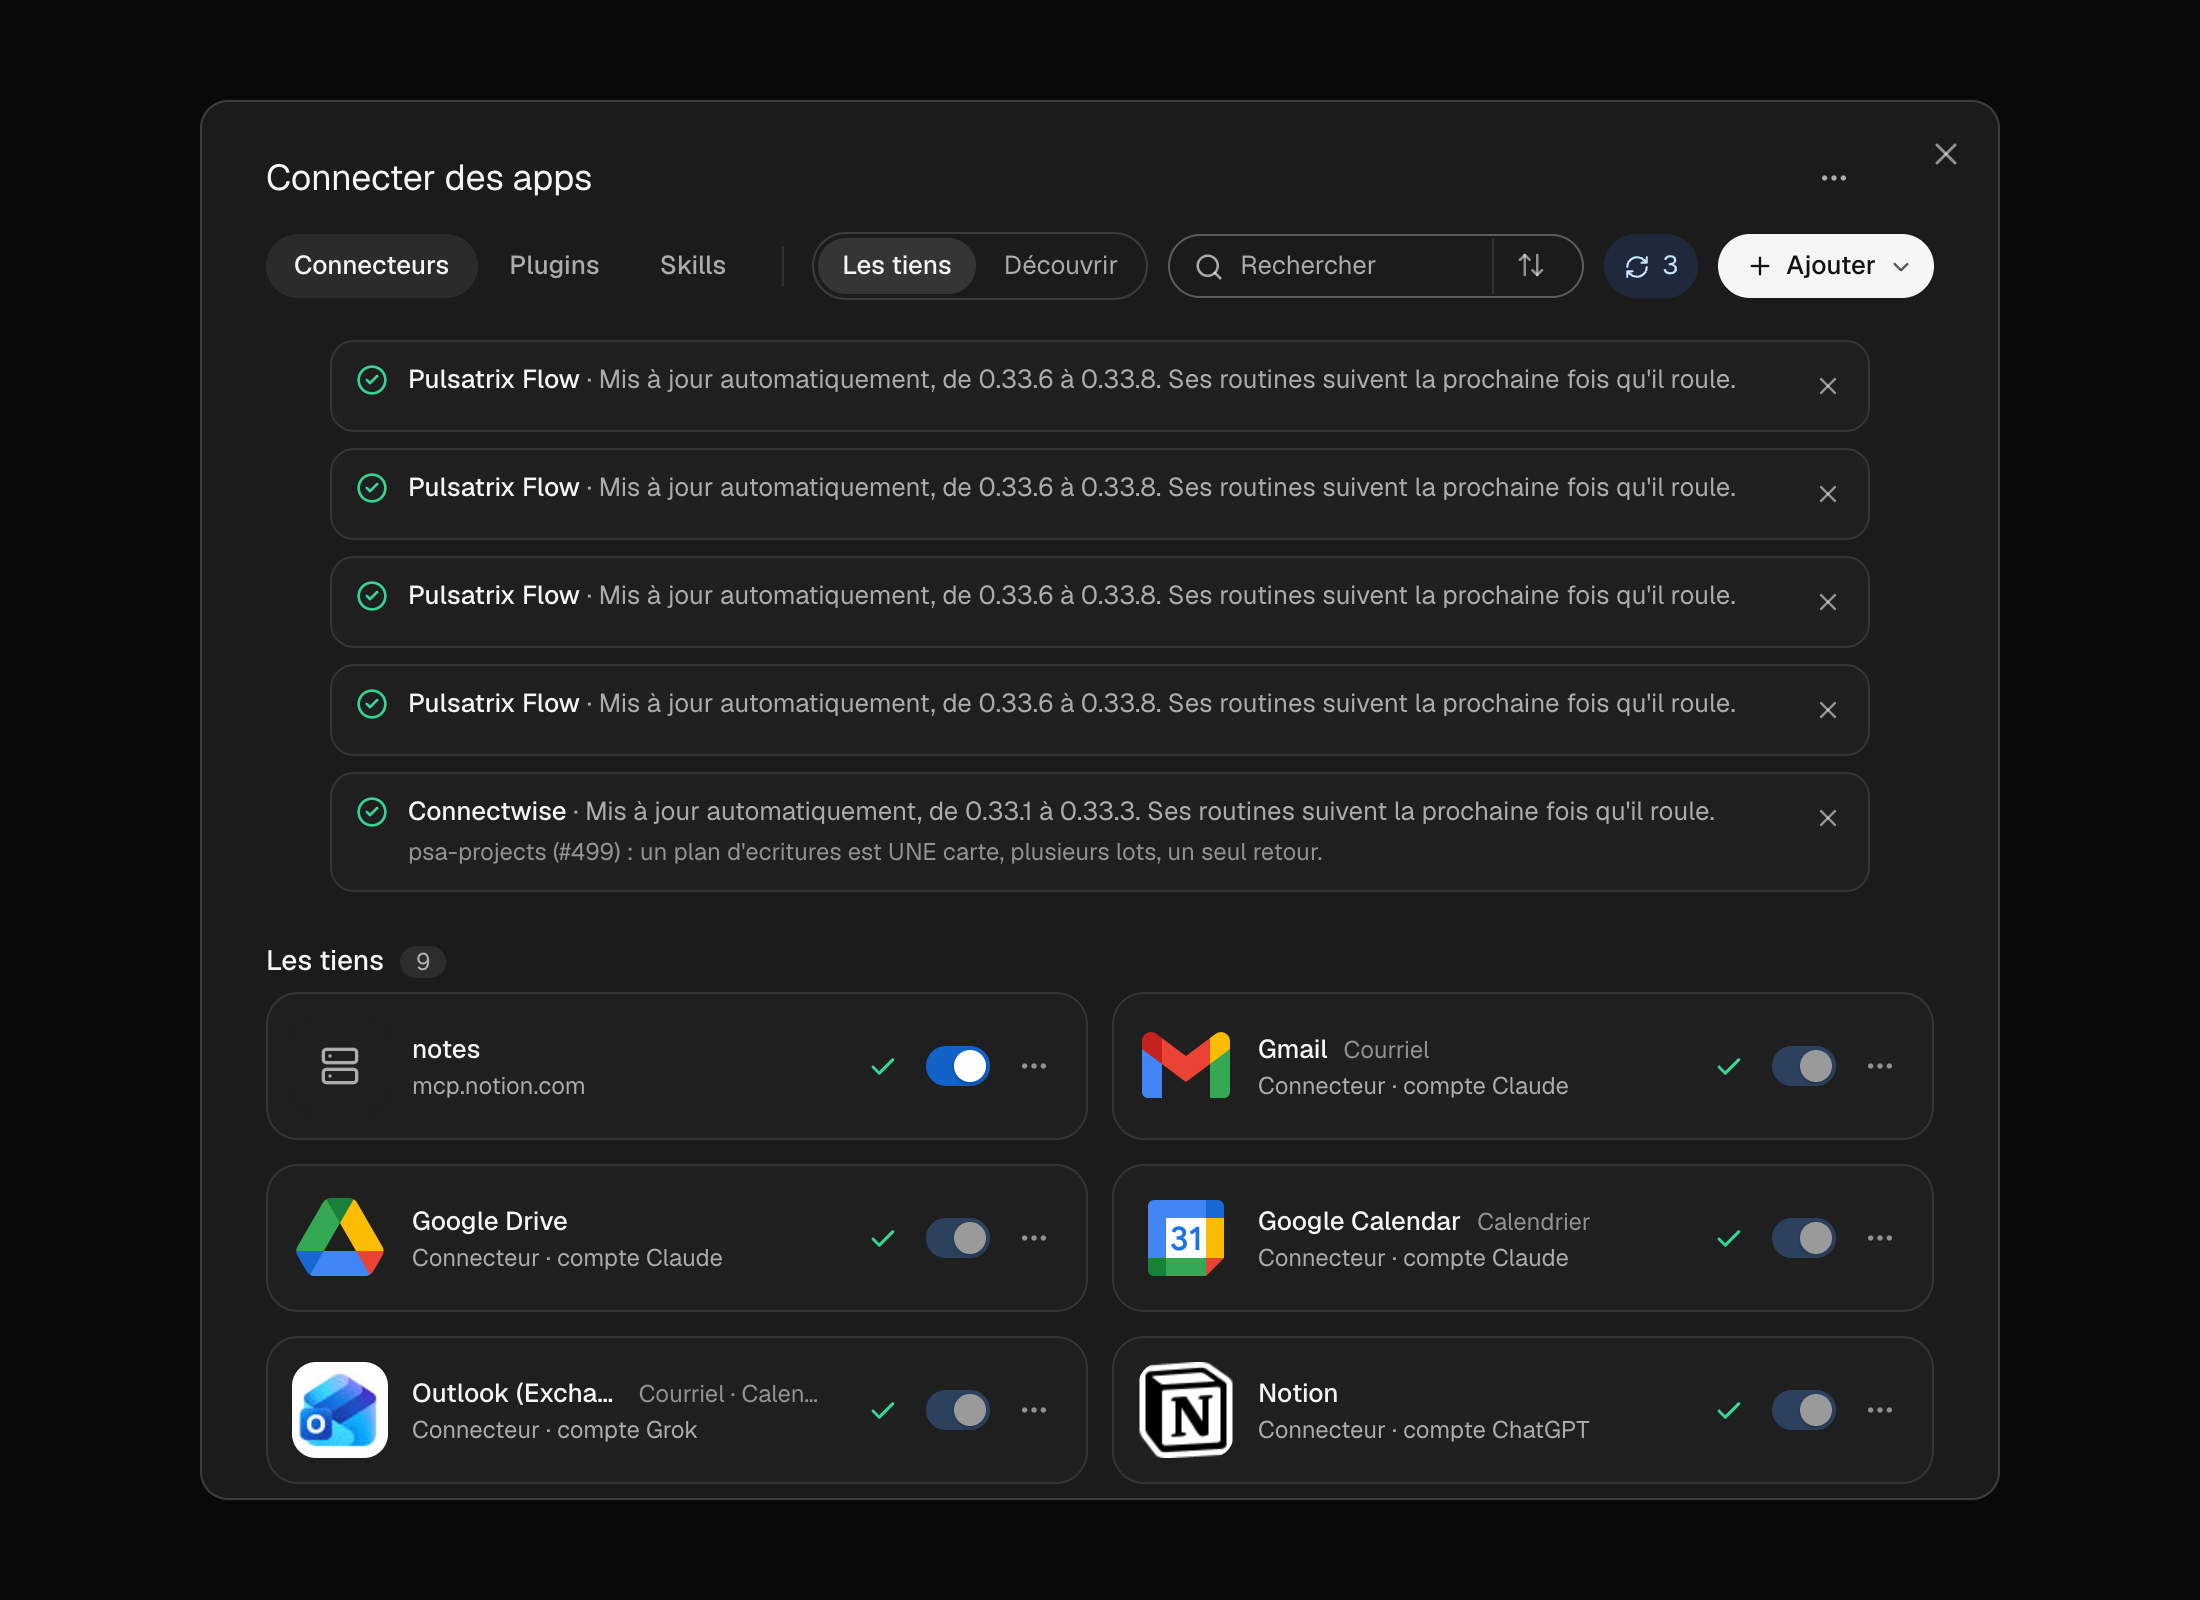 Connecter des apps
Connecteurs Plugins Skills Les tiens Découvrir Rechercher 3 Ajouter
Pulsatrix Flow · Mis à jour automatiquement, de 0.33.6 à 0.33.8. Ses routines suivent la prochaine fois qu'il roule.
Pulsatrix Flow · Mis à jour automatiquement, de 0.33.6 à 0.33.8. Ses routines suivent la prochaine fois qu'il roule.
Pulsatrix Flow · Mis à jour automatiquement, de 0.33.6 à 0.33.8. Ses routines suivent la prochaine fois qu'il roule.
Pulsatrix Flow · Mis à jour automatiquement, de 0.33.6 à 0.33.8. Ses routines suivent la prochaine fois qu'il roule.
Connectwise · Mis à jour automatiquement, de 0.33.1 à 0.33.3. Ses routines suivent la prochaine fois qu'il roule.
psa-projects (#499) : un plan d'ecritures est UNE carte, plusieurs lots, un seul retour.
Les tiens 9
notes
mcp.notion.com
Gmail Courriel
Connecteur · compte Claude
Google Drive
Connecteur · compte Claude
31
Google Calendar Calendrier
Connecteur · compte Claude
Outlook (Excha... Courriel · Calen...
Connecteur · compte Grok
Notion
Connecteur · compte ChatGPT